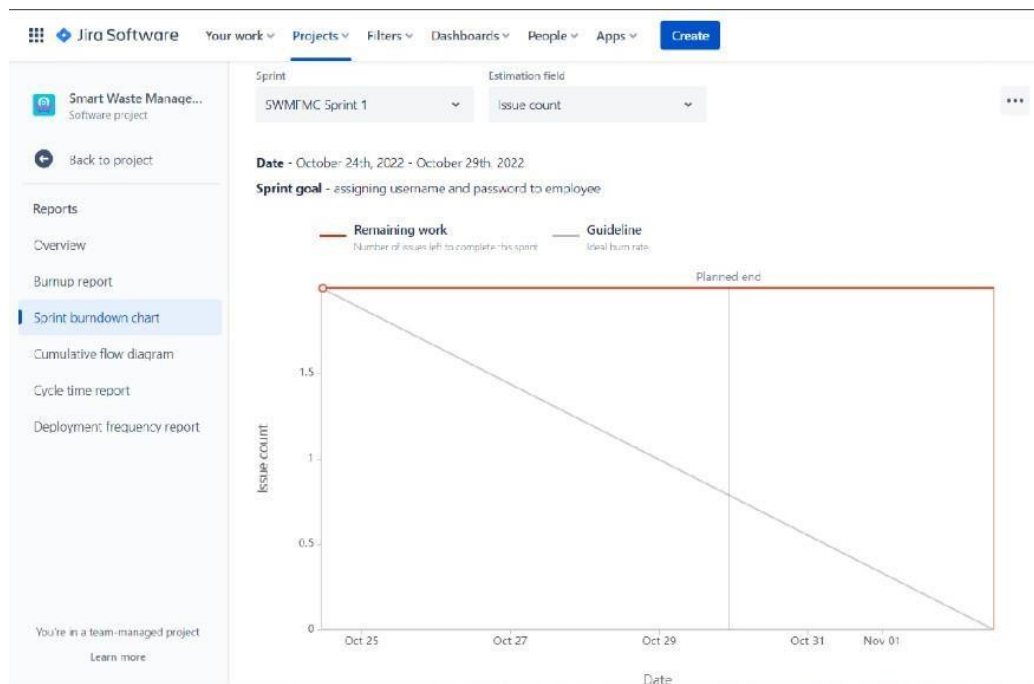 Jira Software Your work Projects Filters Dashboards People Apps Create
Smart Waste Manage...
Software project
Back to project
Reports
Overview
Burnup report
Sprint burndown chart
Cumulative flow diagram
Cycle time report
Deployment frequency report
You're in a team-managed project
Learn more
Sprint Estimation field
SWMFMC Sprint 1 Issue count
Date - October 24th, 2022 - October 29th, 2022
Sprint goal - assigning username and password to employee
Remaining work Guideline
Number of issues left to complete this sprint Ideal burn rate
Planned end
1.5
1
0.5
0
Issue count
Oct 25 Oct 27 Oct 29 Oct 31 Nov 01
Date